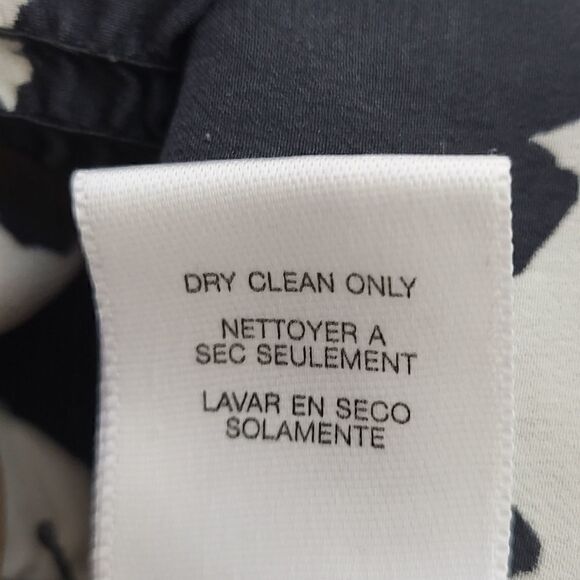 DRY CLEAN ONLY
NETTOYER A
SEC SEULEMENT
LAVAR EN SECO
SOLAMENTE